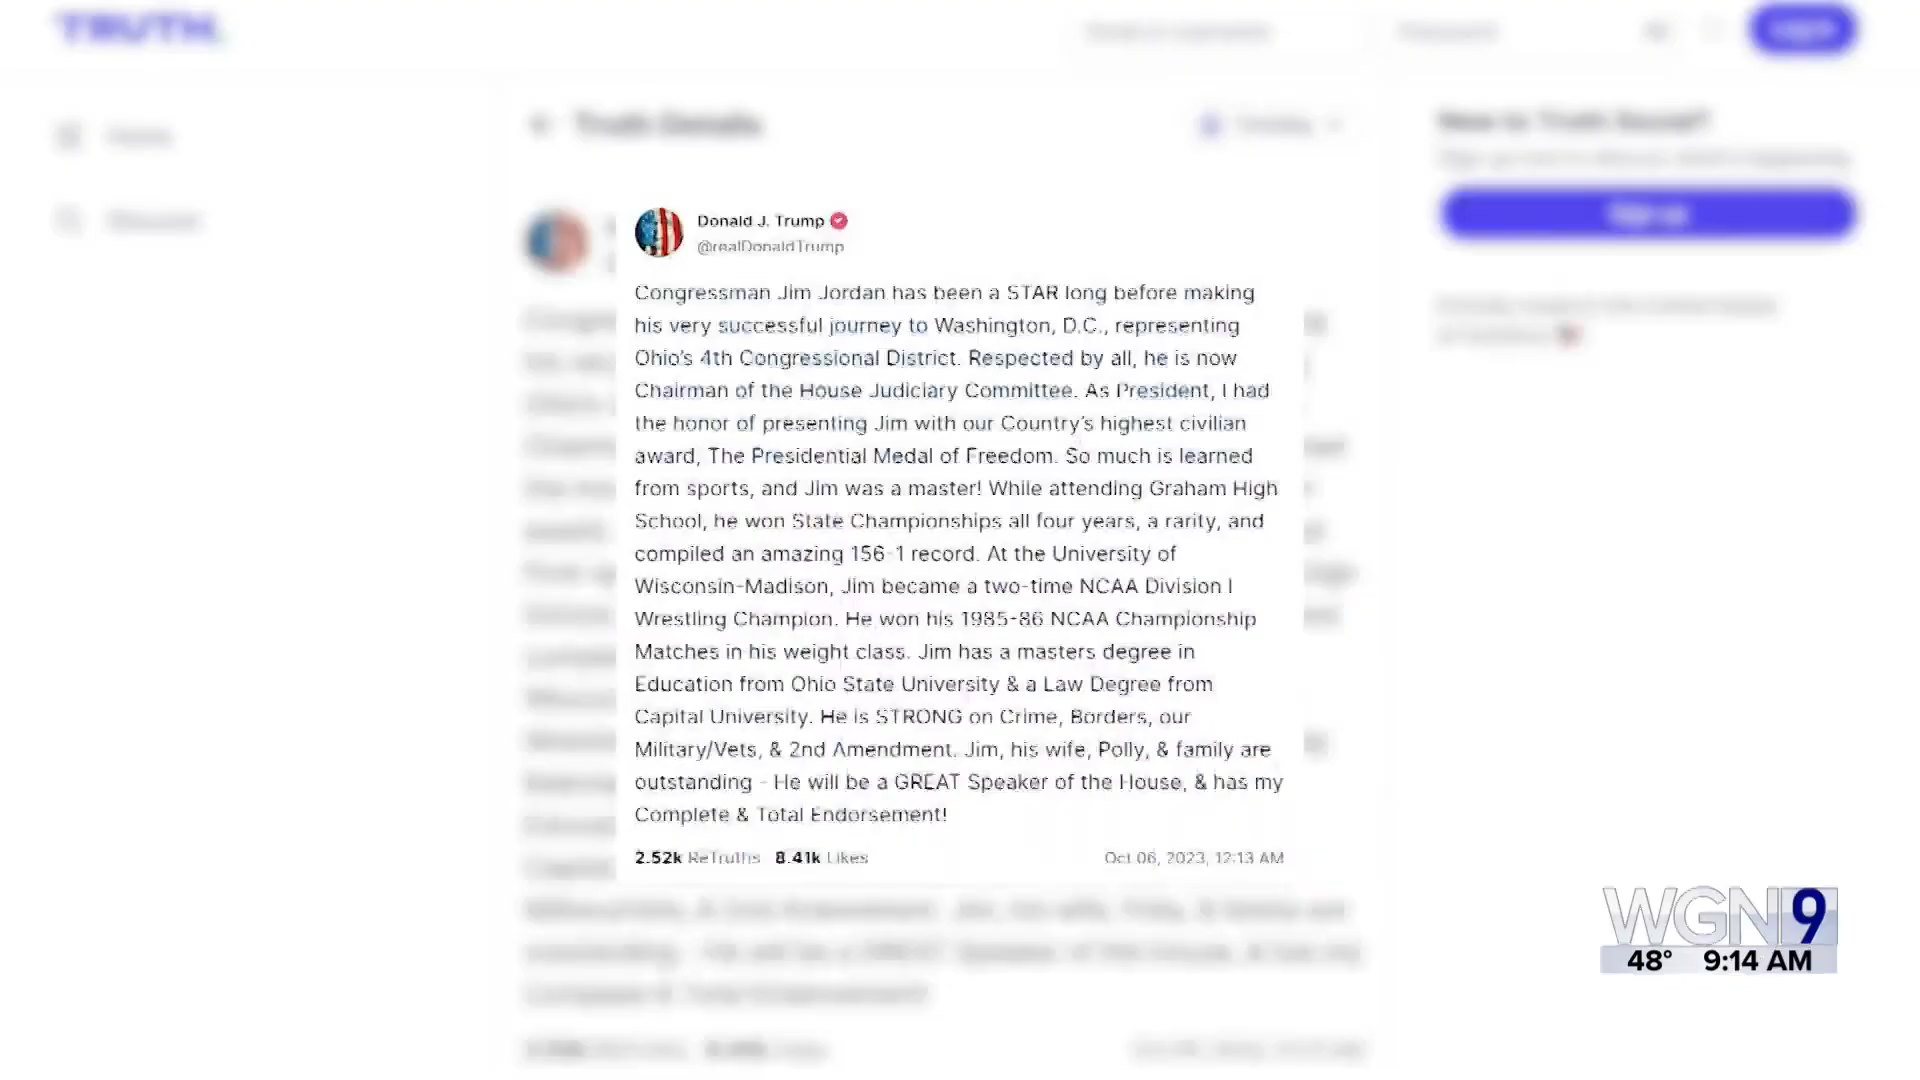 TRUTH.
Truth Details
New to Truth Social?
Sign up
Donald J. Trump
@realDonaldTrump
Congressman Jim Jordan has been a STAR long before making
his very successful journey to Washington, D.C., representing
Ohio's 4th Congressional District. Respected by all, he is now
Chairman of the House Judiciary Committee. As President, I had
the honor of presenting Jim with our Country's highest civilian
award, The Presidential Medal of Freedom. So much is learned
from sports, and Jim was a master! While attending Graham High
School, he won State Championships all four years, a rarity, and
compiled an amazing 156-1 record. At the University of
Wisconsin-Madison, Jim became a two-time NCAA Division I
Wrestling Champion. He won his 1985-86 NCAA Championship
Matches in his weight class. Jim has a masters degree in
Education from Ohio State University & a Law Degree from
Capital University. He is STRONG on Crime, Borders, our
Military/Vets, & 2nd Amendment. Jim, his wife, Polly, & family are
outstanding - He will be a GREAT Speaker of the House, & has my
Complete & Total Endorsement!
2.52k ReTruths 8.41k Likes Oct 06, 2023, 12:13 AM
WGN9
48° 9:14 AM